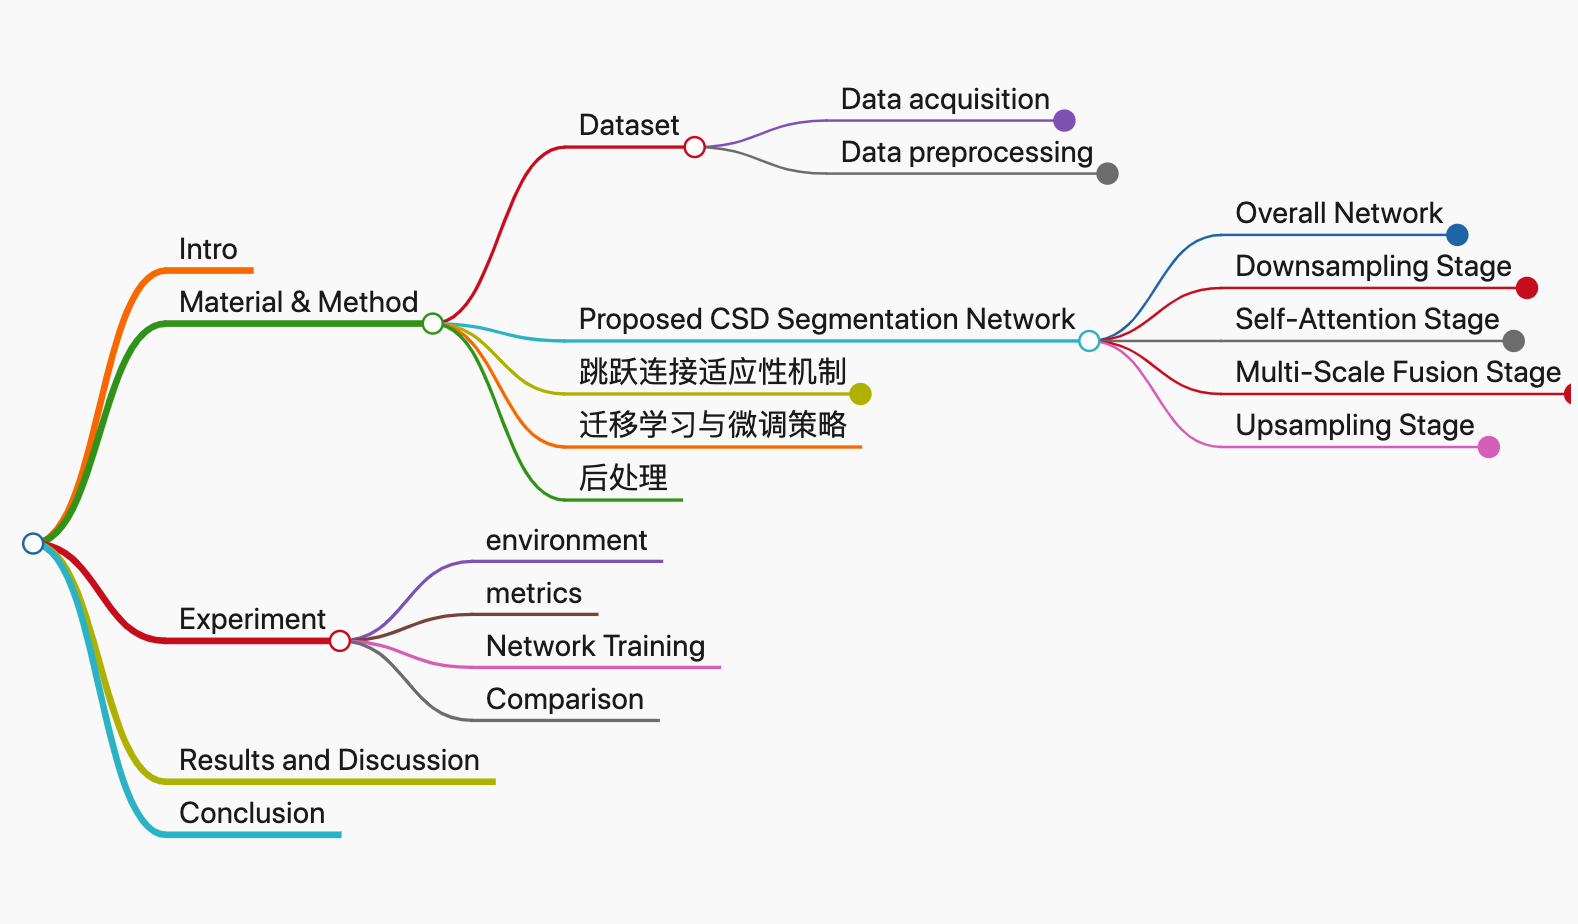 Intro
Material & Method
Dataset
Data acquisition
Data preprocessing
Proposed CSD Segmentation Network
Overall Network
Downsampling Stage
Self-Attention Stage
Multi-Scale Fusion Stage
Upsampling Stage
跳跃连接适应性机制
迁移学习与微调策略
后处理
Experiment
environment
metrics
Network Training
Comparison
Results and Discussion
Conclusion